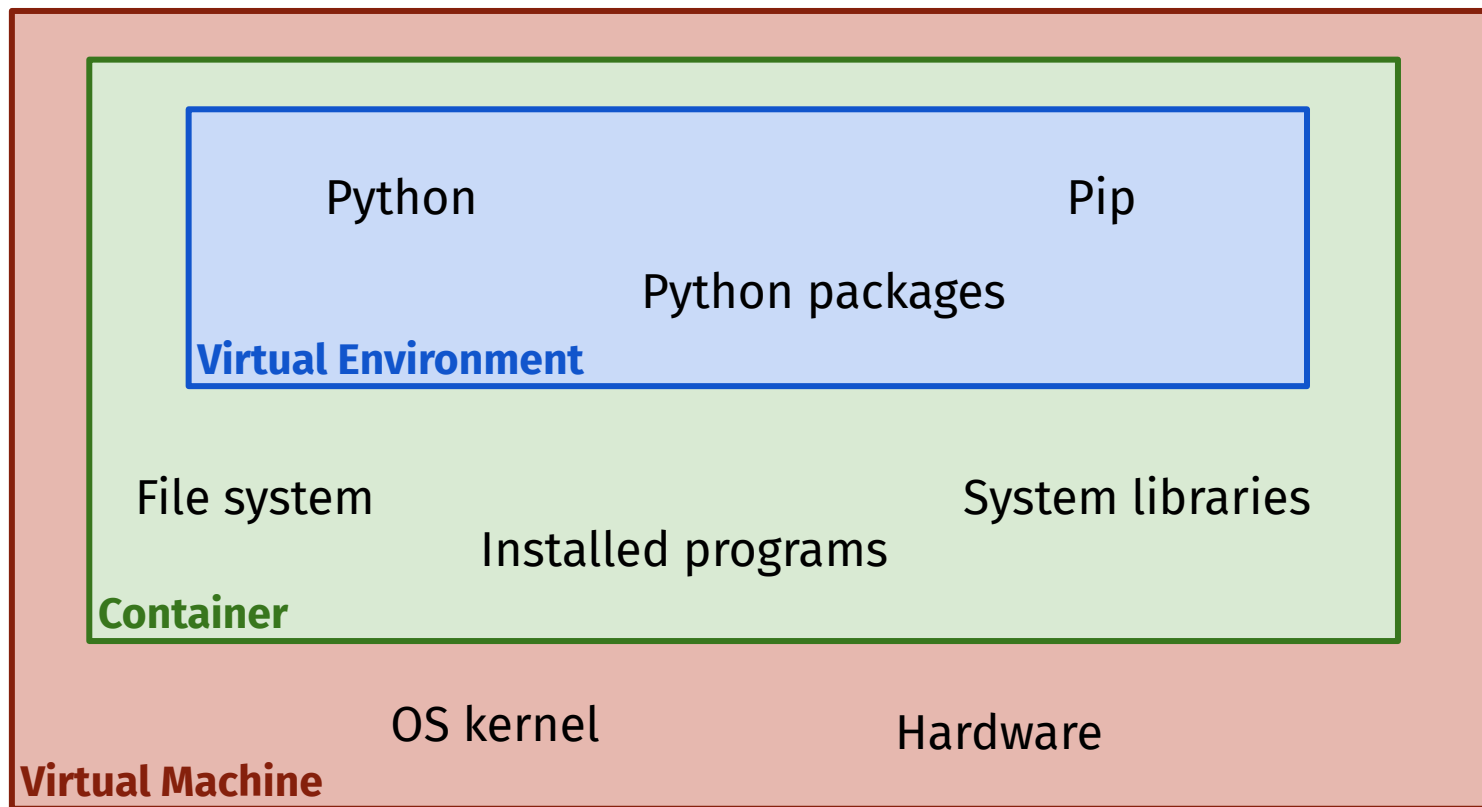 Python
Pip
Python packages
Virtual Environment
File system
System libraries
Installed programs
Container
OS kernel
Hardware
Virtual Machine